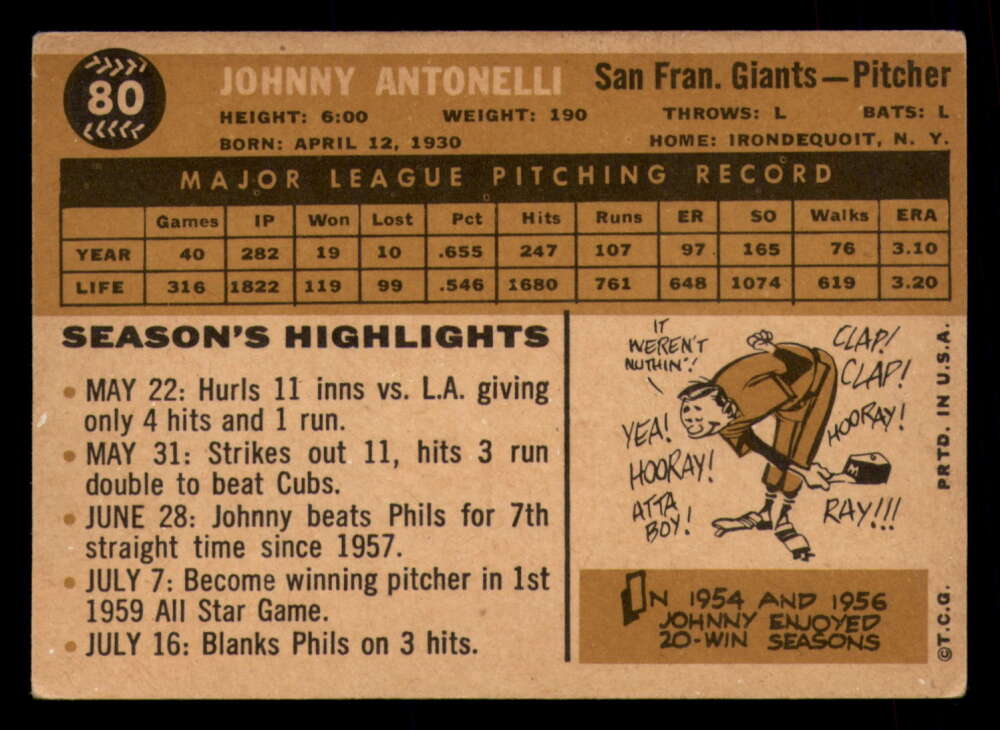 80
JOHNNY ANTONELLI San Fran. Giants—Pitcher
HEIGHT: 6:00 WEIGHT: 190 THROWS: L BATS: L
BORN: APRIL 12, 1930 HOME: IRONDEQUOIT, N. Y.
MAJOR LEAGUE PITCHING RECORD
Games IP Won Lost Pct Hits Runs ER SO Walks ERA
YEAR 40 282 19 10 .655 247 107 97 165 76 3.10
LIFE 316 1822 119 99 .546 1680 761 648 1074 619 3.20
SEASON'S HIGHLIGHTS
• MAY 22: Hurls 11 inns vs. L.A. giving
only 4 hits and 1 run.
• MAY 31: Strikes out 11, hits 3 run
double to beat Cubs.
• JUNE 28: Johnny beats Phils for 7th
straight time since 1957.
• JULY 7: Become winning pitcher in 1st
1959 All Star Game.
• JULY 16: Blanks Phils on 3 hits.
IT
WEREN'T
NUTHIN'!
CLAP!
CLAP!
YEA!
HOORAY!
HOORAY!
ATTA
BOY!
RAY!!!
M
IN 1954 AND 1956
JOHNNY ENJOYED
20-WIN SEASONS
©T.C.G. PRTD. IN U.S.A.